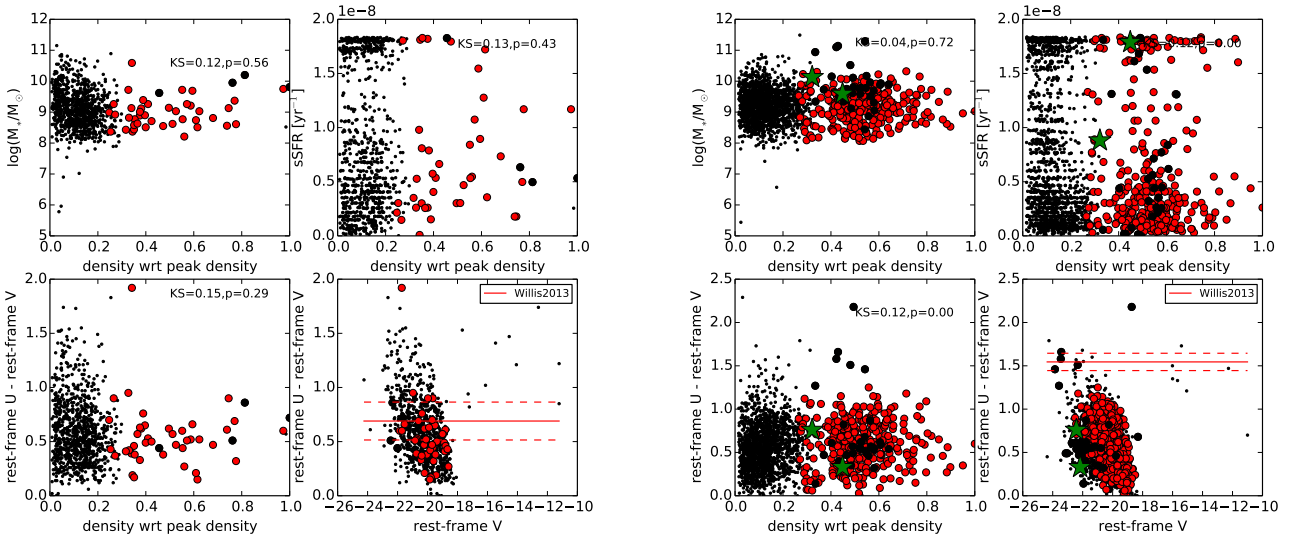 12
11
10
9
8
7
6
5
log(M*/M☉)
KS=0.12,p=0.56
0.0 0.2 0.4 0.6 0.8 1.0
density wrt peak density
1e−8
2.0
1.5
1.0
0.5
0.0
sSFR [yr⁻¹]
KS=0.13,p=0.43
0.0 0.2 0.4 0.6 0.8 1.0
density wrt peak density
12
11
10
9
8
7
6
5
log(M*/M☉)
KS=0.04,p=0.72
0.0 0.2 0.4 0.6 0.8 1.0
density wrt peak density
1e−8
2.0
1.5
1.0
0.5
0.0
sSFR [yr⁻¹]
0.0 0.2 0.4 0.6 0.8 1.0
density wrt peak density
2.0
1.5
1.0
0.5
0.0
rest-frame U - rest-frame V
KS=0.15,p=0.29
0.0 0.2 0.4 0.6 0.8 1.0
density wrt peak density
2.0
1.5
1.0
0.5
0.0
rest-frame U - rest-frame V
Willis2013
−26−24−22−20−18−16−14−12−10
rest-frame V
2.5
2.0
1.5
1.0
0.5
0.0
rest-frame U - rest-frame V
KS=0.12,p=0.00
0.0 0.2 0.4 0.6 0.8 1.0
density wrt peak density
2.5
2.0
1.5
1.0
0.5
0.0
rest-frame U - rest-frame V
Willis2013
−26−24−22−20−18−16−14−12−10
rest-frame V